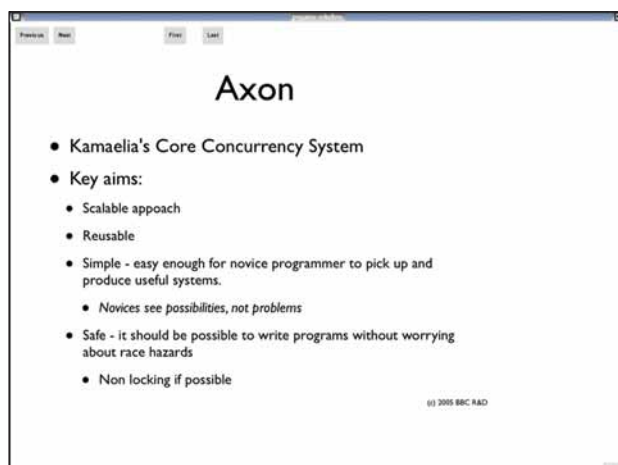 Previous Next First Last
Axon
• Kamaelia's Core Concurrency System
• Key aims:
• Scalable appoach
• Reusable
• Simple - easy enough for novice programmer to pick up and
produce useful systems.
• Novices see possibilities, not problems
• Safe - it should be possible to write programs without worrying
about race hazards
• Non locking if possible
(c) 2005 BBC R&D